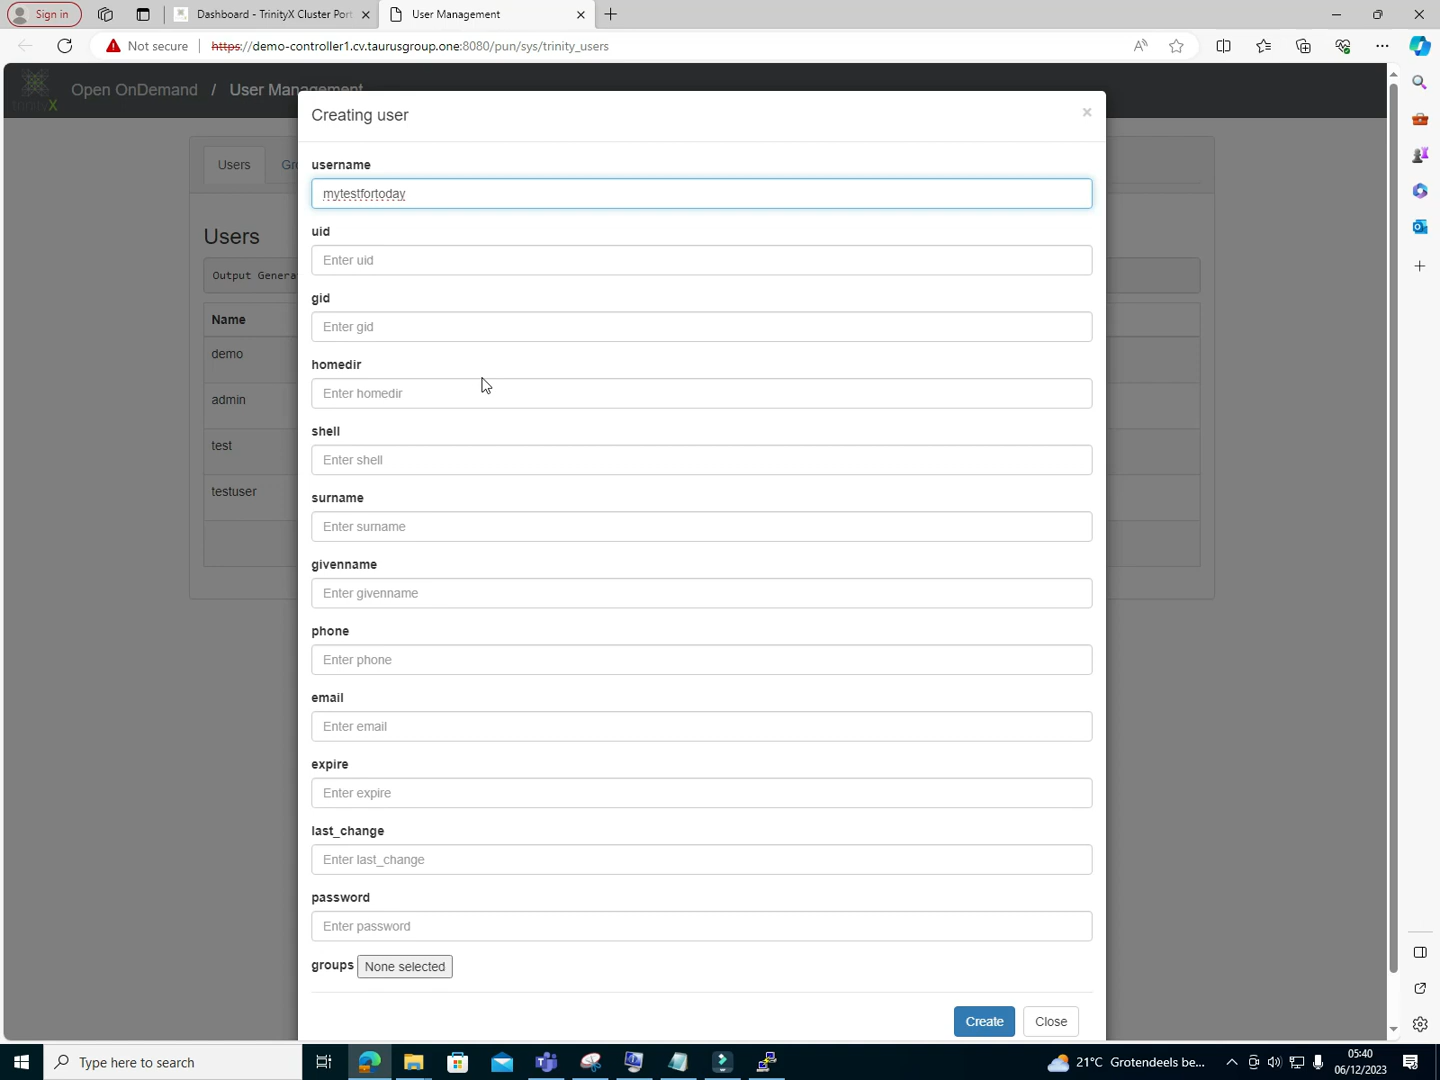 Sign in
Dashboard - TrinityX Cluster Port
User Management
Not secure
https://demo-controller1.cv.taurusgroup.one:8080/pun/sys/trinity_users
trinityX
Open OnDemand / User Management
Creating user
×
Users
Gr
username
mytestfortoday
uid
Enter uid
Users
gid
Output Genera
Enter gid
Name
homedir
demo
Enter homedir
admin
shell
test
Enter shell
testuser
surname
Enter surname
givenname
Enter givenname
phone
Enter phone
email
Enter email
expire
Enter expire
last_change
Enter last_change
password
Enter password
groups None selected
Create
Close
Type here to search
21°C Grotendeels be...
05:40
06/12/2023